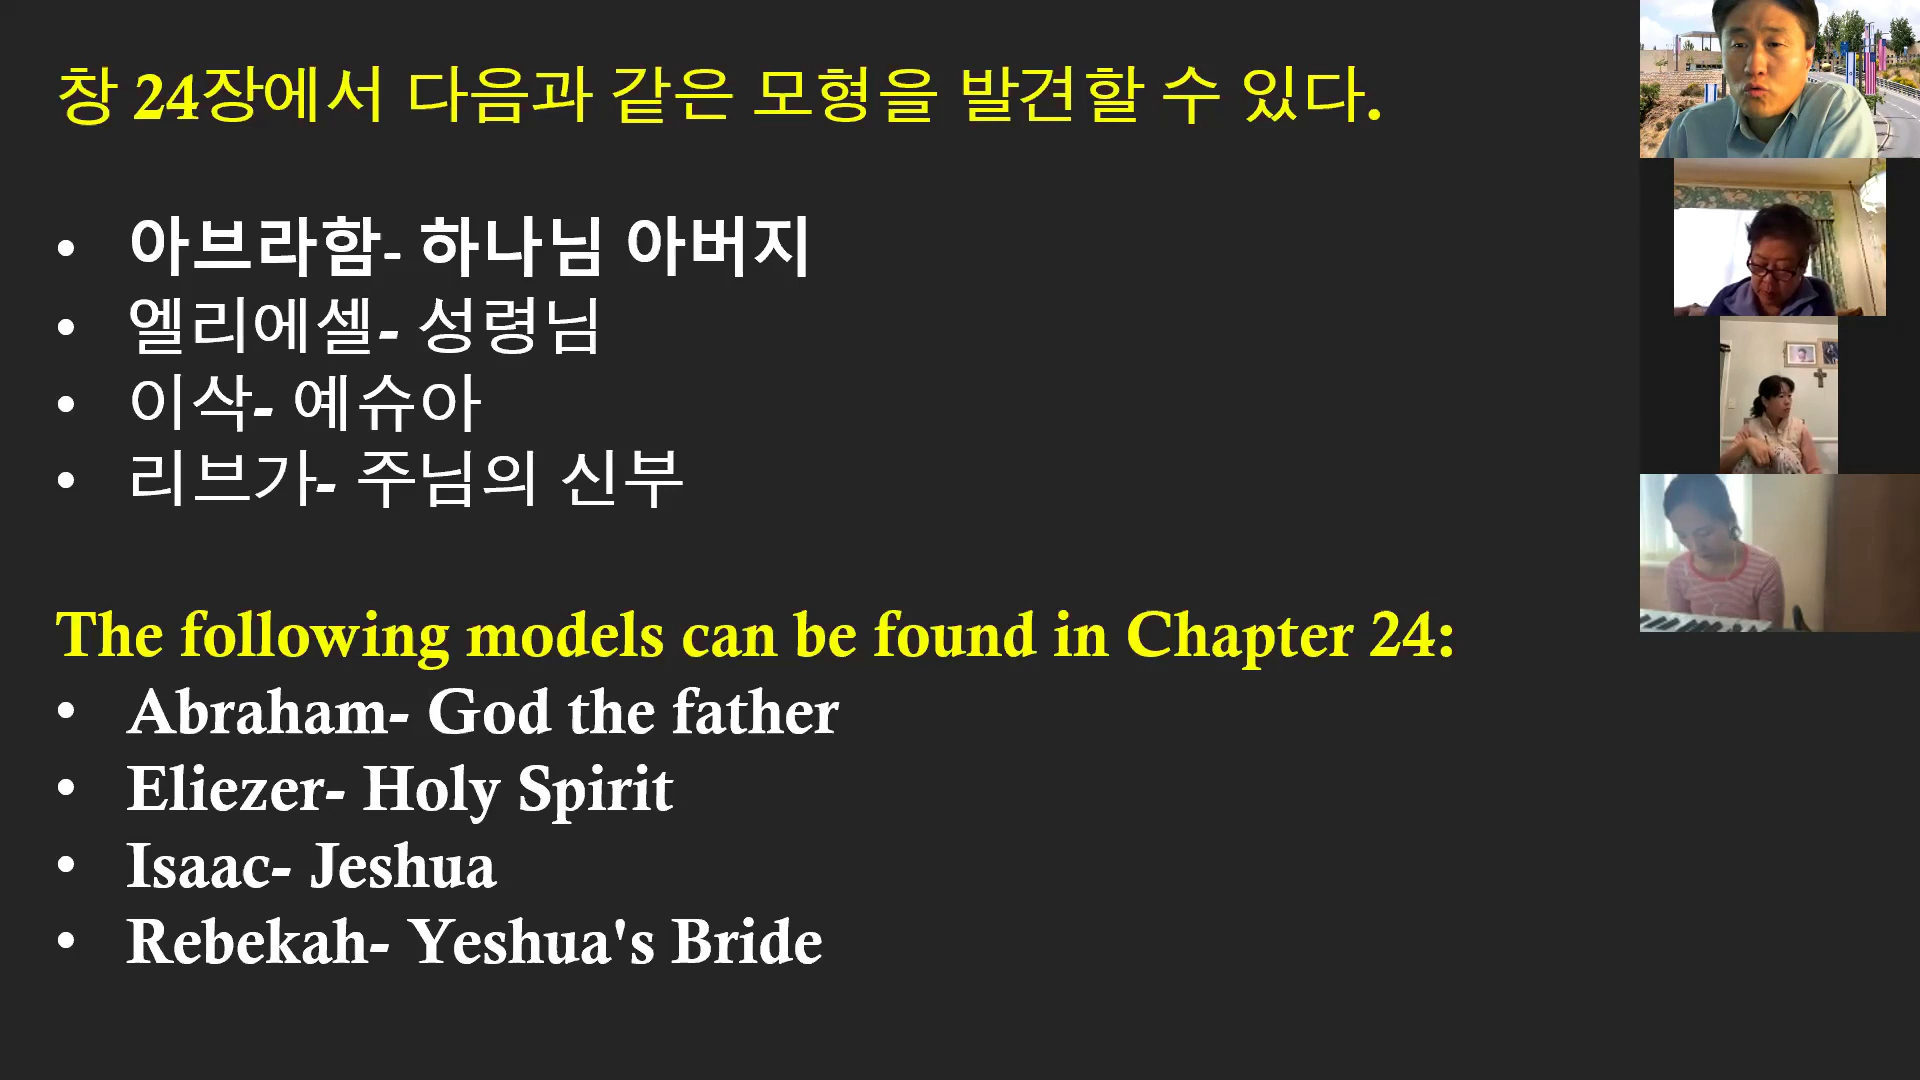 창 24장에서 다음과 같은 모형을 발견할 수 있다.
• 아브라함- 하나님 아버지
• 엘리에셀- 성령님
• 이삭- 예슈아
• 리브가- 주님의 신부
The following models can be found in Chapter 24:
• Abraham- God the father
• Eliezer- Holy Spirit
• Isaac- Jeshua
• Rebekah- Yeshua's Bride